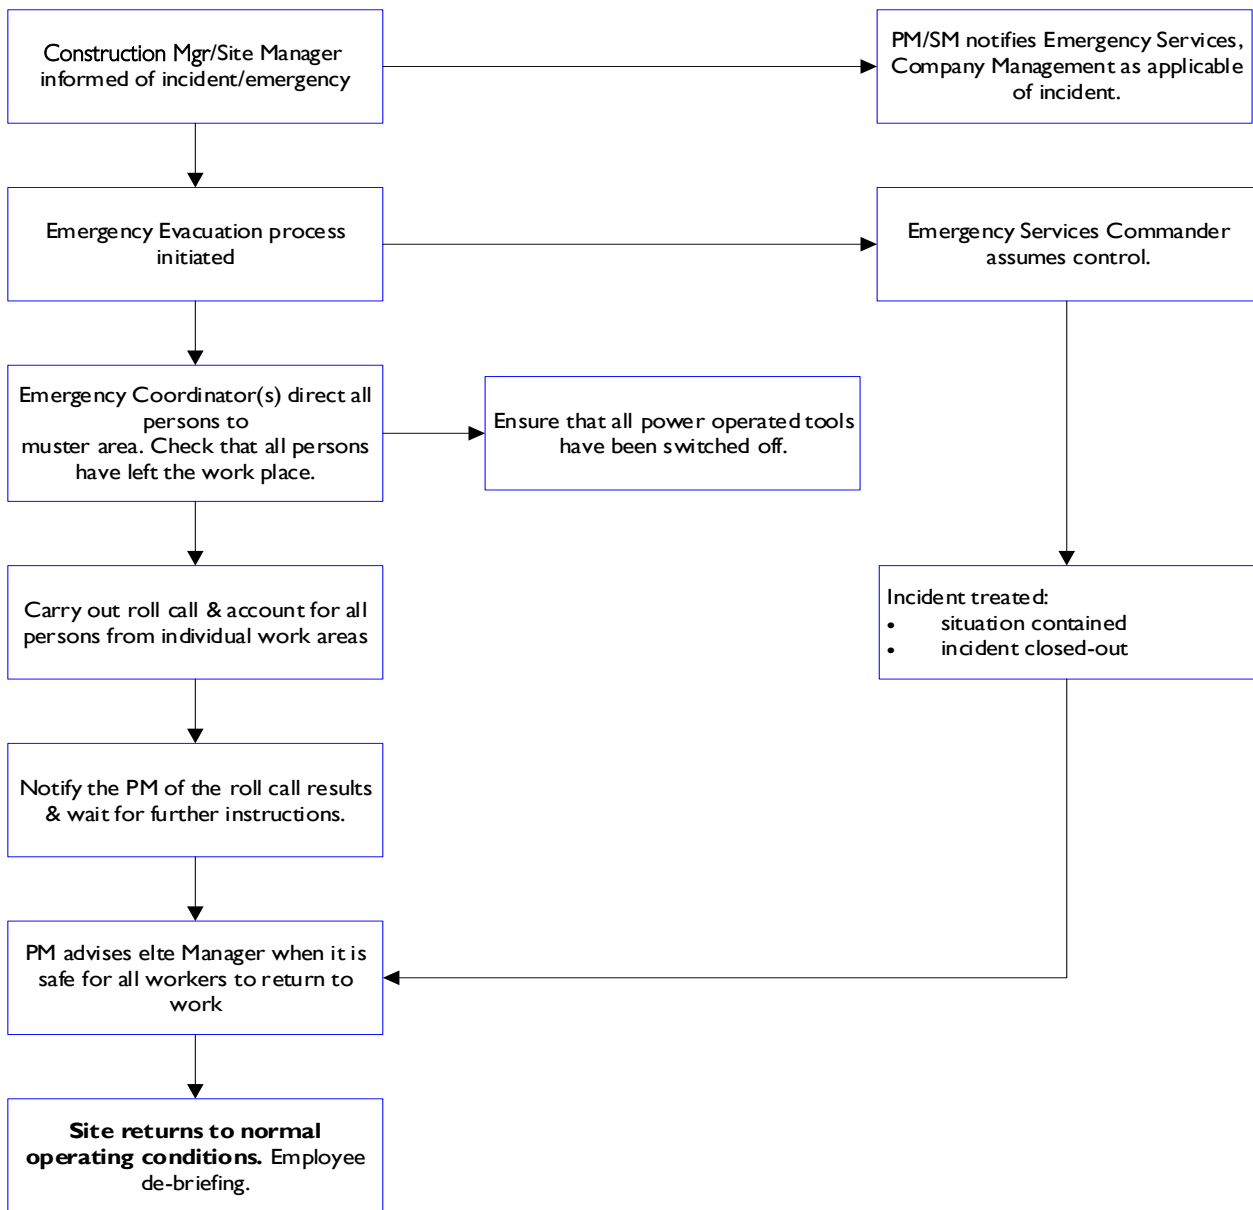 Construction Mgr/Site Manager
informed of incident/emergency
PM/SM notifies Emergency Services,
Company Management as applicable
of incident.
Emergency Evacuation process
initiated
Emergency Services Commander
assumes control.
Emergency Coordinator(s) direct all
persons to
muster area. Check that all persons
have left the work place.
Ensure that all power operated tools
have been switched off.
Carry out roll call & account for all
persons from individual work areas
Incident treated:
• situation contained
• incident closed-out
Notify the PM of the roll call results
& wait for further instructions.
PM advises elte Manager when it is
safe for all workers to return to
work
Site returns to normal
operating conditions. Employee
de-briefing.